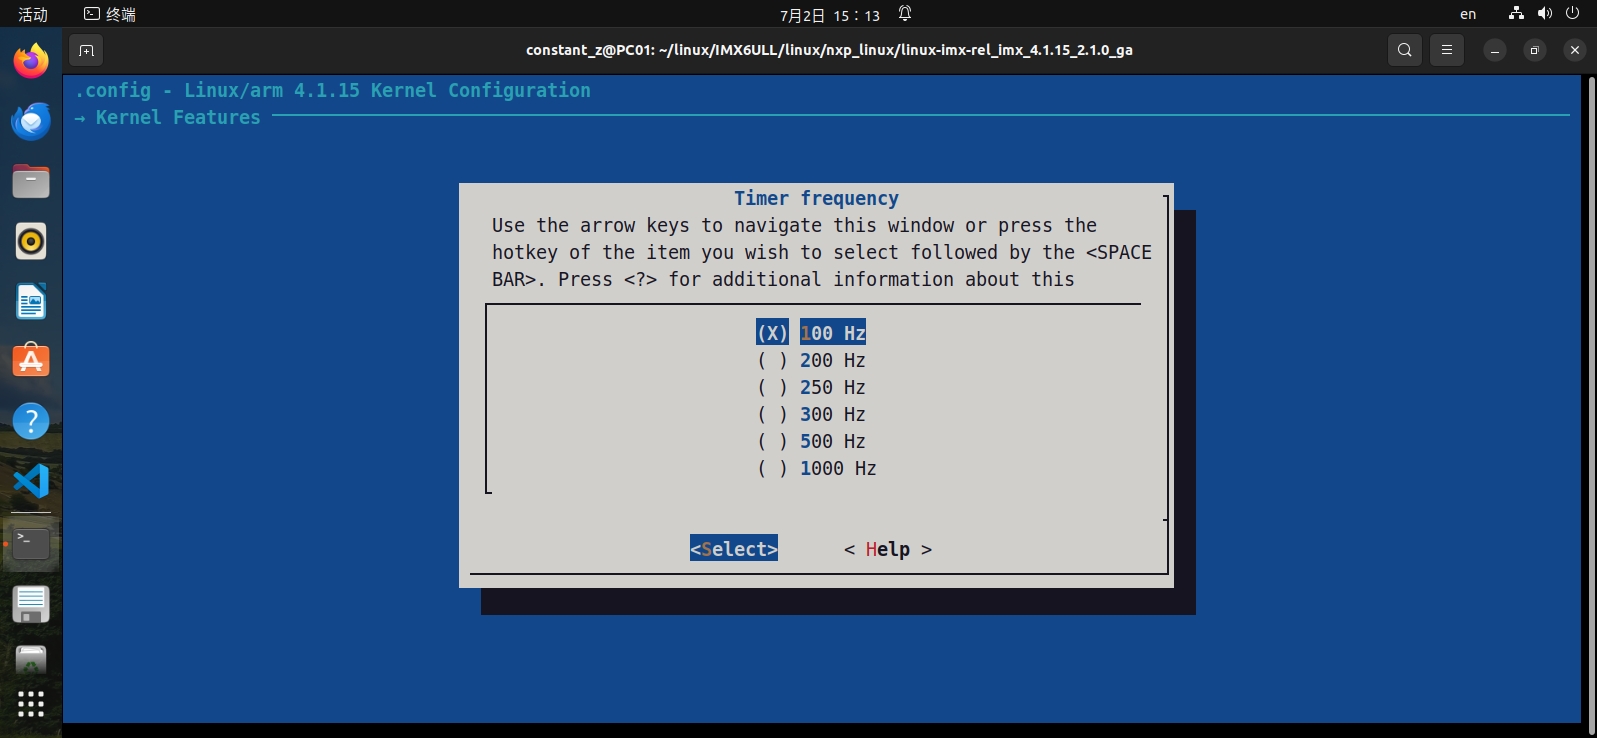 活动 终端 7月2日 15：13 en
constant_z@PC01: ~/linux/IMX6ULL/linux/nxp_linux/linux-imx-rel_imx_4.1.15_2.1.0_ga
.config - Linux/arm 4.1.15 Kernel Configuration
→ Kernel Features
Timer frequency
Use the arrow keys to navigate this window or press the
hotkey of the item you wish to select followed by the <SPACE
BAR>. Press <?> for additional information about this
(X) 100 Hz
( ) 200 Hz
( ) 250 Hz
( ) 300 Hz
( ) 500 Hz
( ) 1000 Hz
<Select> < Help >